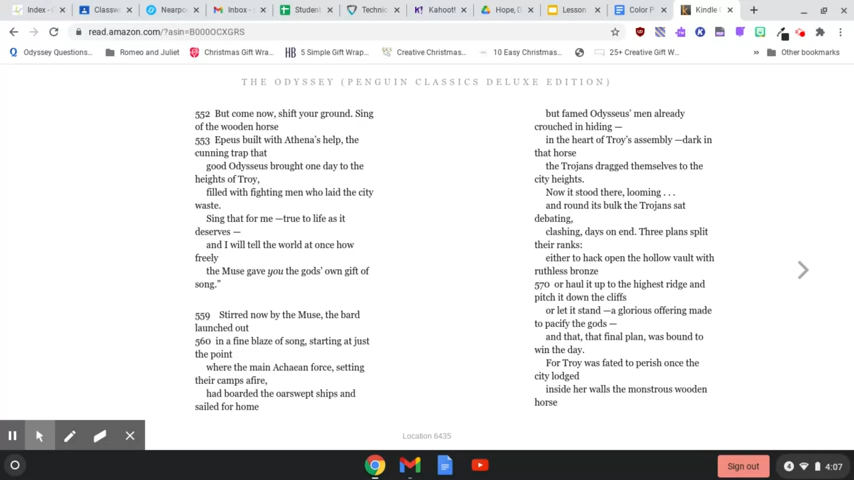 Index -
Classw
Nearpo
Inbox -
Student
Technic
Kahoot!
Hope, D
Lesson
Color P
Kindle
read.amazon.com/?asin=B000OCXGRS
Odyssey Questions...
Romeo and Juliet
Christmas Gift Wra...
5 Simple Gift Wrap...
Creative Christmas...
10 Easy Christmas...
25+ Creative Gift W...
»
Other bookmarks
THE ODYSSEY (PENGUIN CLASSICS DELUXE EDITION)
552 But come now, shift your ground. Sing
of the wooden horse
553 Epeus built with Athena's help, the
cunning trap that
good Odysseus brought one day to the
heights of Troy,
filled with fighting men who laid the city
waste.
Sing that for me —true to life as it
deserves —
and I will tell the world at once how
freely
the Muse gave you the gods' own gift of
song."
559 Stirred now by the Muse, the bard
launched out
560 in a fine blaze of song, starting at just
the point
where the main Achaean force, setting
their camps afire,
had boarded the oarswept ships and
sailed for home
but famed Odysseus' men already
crouched in hiding —
in the heart of Troy's assembly —dark in
that horse
the Trojans dragged themselves to the
city heights.
Now it stood there, looming . . .
and round its bulk the Trojans sat
debating,
clashing, days on end. Three plans split
their ranks:
either to hack open the hollow vault with
ruthless bronze
570 or haul it up to the highest ridge and
pitch it down the cliffs
or let it stand —a glorious offering made
to pacify the gods —
and that, that final plan, was bound to
win the day.
For Troy was fated to perish once the
city lodged
inside her walls the monstrous wooden
horse
Location 6435
Sign out
4:07